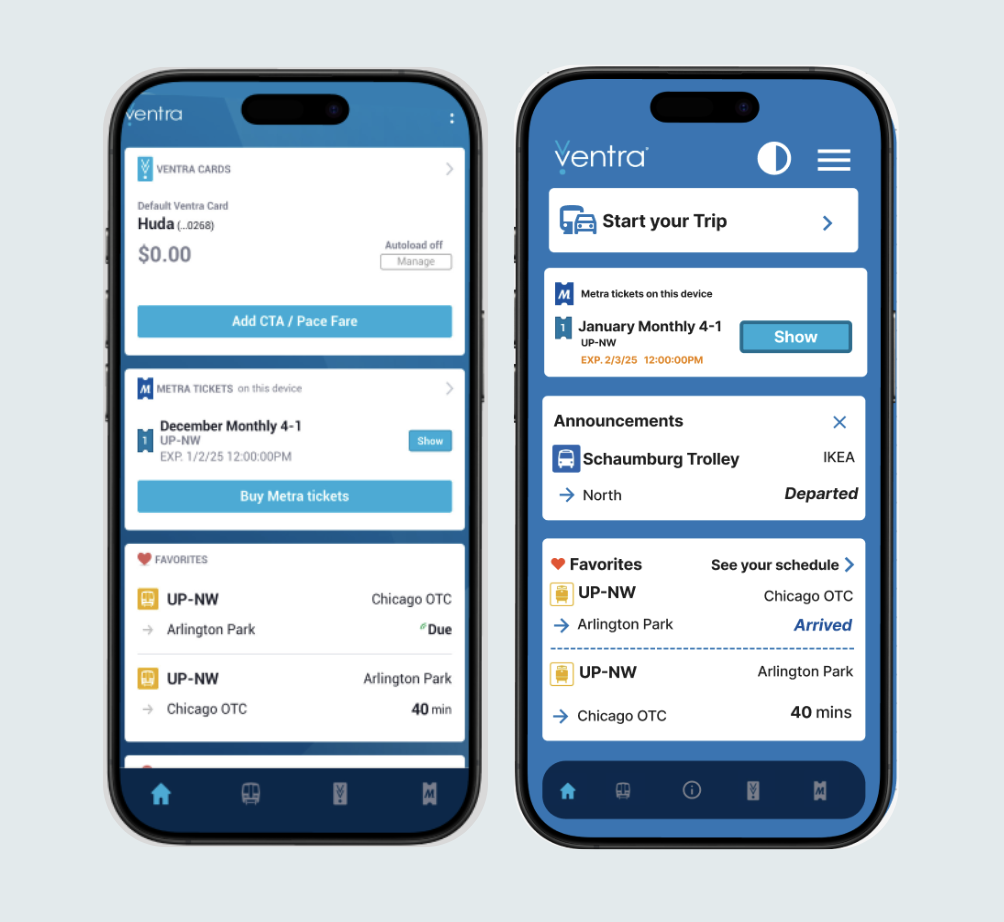 ventra
VENTRA CARDS
Default Ventra Card
Huda (...0268)
$0.00
Autoload off
Manage
Add CTA / Pace Fare
METRA TICKETS on this device
1
December Monthly 4-1
UP-NW
EXP. 1/2/25 12:00:00PM
Show
Buy Metra tickets
FAVORITES
UP-NW Chicago OTC
Arlington Park Due
UP-NW Arlington Park
Chicago OTC 40 min
ventra
Start your Trip
M Metra tickets on this device
1 January Monthly 4-1
UP-NW
EXP. 2/3/25 12:00:00PM
Show
Announcements
Schaumburg Trolley IKEA
North Departed
Favorites See your schedule
UP-NW Chicago OTC
Arlington Park Arrived
UP-NW Arlington Park
Chicago OTC 40 mins